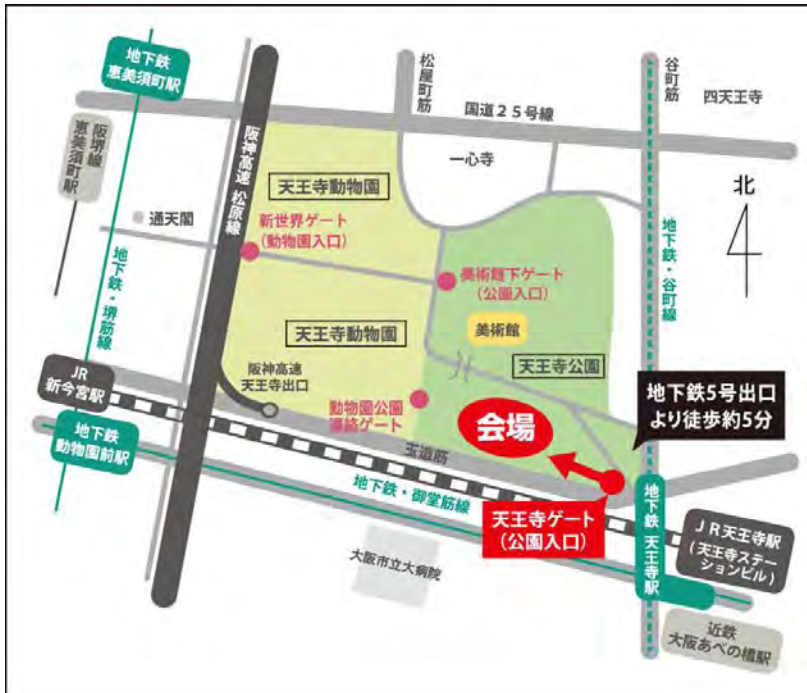 地下鉄
恵美須町駅
阪堺線
恵美須町駅
通天閣
地下鉄・堺筋線
阪神高速 松原線
松屋町筋
国道25号線
谷町筋
四天王寺
一心寺
北
天王寺動物園
新世界ゲート
(動物園入口)
美術館下ゲート
(公園入口)
美術館
地下鉄・谷町線
天王寺動物園
天王寺公園
阪神高速
天王寺出口
動物園公園
連絡ゲート
JR
新今宮駅
地下鉄
動物園前駅
会場
地下鉄5号出口
より徒歩約5分
玉造筋
地下鉄・御堂筋線
天王寺ゲート
(公園入口)
地下鉄 天王寺駅
JR天王寺駅
(天王寺ステー
ションビル)
大阪市立大病院
近鉄
大阪あべの橋駅